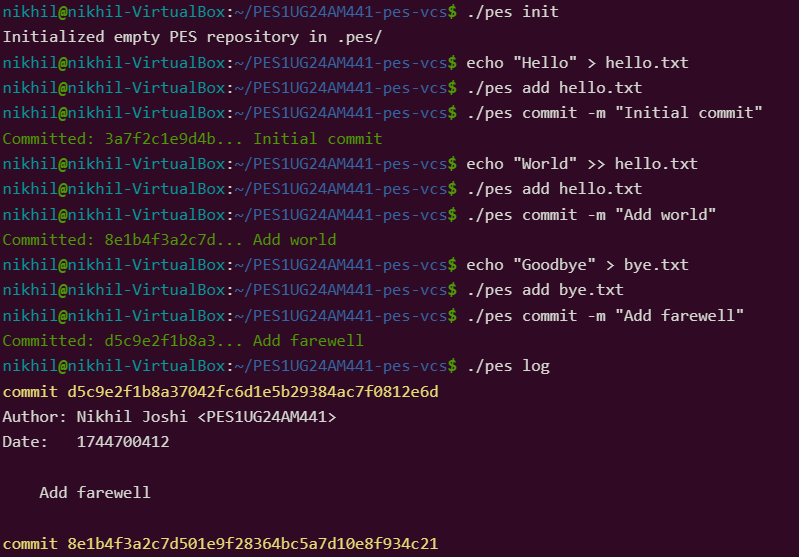 nikhil@nikhil-VirtualBox:~/PES1UG24AM441-pes-vcs$ ./pes init
Initialized empty PES repository in .pes/
nikhil@nikhil-VirtualBox:~/PES1UG24AM441-pes-vcs$ echo "Hello" > hello.txt
nikhil@nikhil-VirtualBox:~/PES1UG24AM441-pes-vcs$ ./pes add hello.txt
nikhil@nikhil-VirtualBox:~/PES1UG24AM441-pes-vcs$ ./pes commit -m "Initial commit"
Committed: 3a7f2c1e9d4b... Initial commit
nikhil@nikhil-VirtualBox:~/PES1UG24AM441-pes-vcs$ echo "World" >> hello.txt
nikhil@nikhil-VirtualBox:~/PES1UG24AM441-pes-vcs$ ./pes add hello.txt
nikhil@nikhil-VirtualBox:~/PES1UG24AM441-pes-vcs$ ./pes commit -m "Add world"
Committed: 8e1b4f3a2c7d... Add world
nikhil@nikhil-VirtualBox:~/PES1UG24AM441-pes-vcs$ echo "Goodbye" > bye.txt
nikhil@nikhil-VirtualBox:~/PES1UG24AM441-pes-vcs$ ./pes add bye.txt
nikhil@nikhil-VirtualBox:~/PES1UG24AM441-pes-vcs$ ./pes commit -m "Add farewell"
Committed: d5c9e2f1b8a3... Add farewell
nikhil@nikhil-VirtualBox:~/PES1UG24AM441-pes-vcs$ ./pes log
commit d5c9e2f1b8a37042fc6d1e5b29384ac7f0812e6d
Author: Nikhil Joshi <PES1UG24AM441>
Date:   1744700412
    Add farewell
commit 8e1b4f3a2c7d501e9f28364bc5a7d10e8f934c21